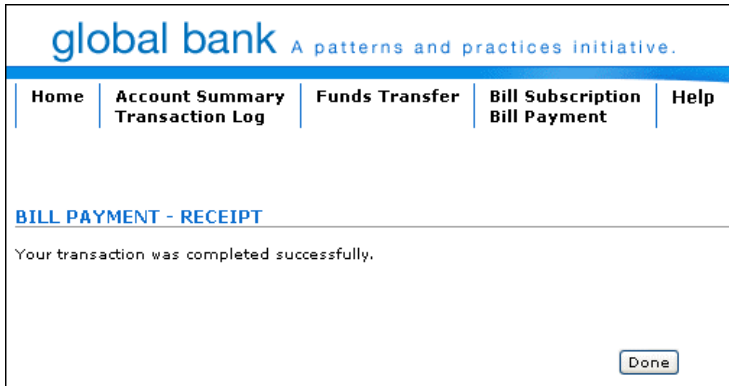 global bank A patterns and practices initiative.
Home Account Summary Funds Transfer Bill Subscription Help
Transaction Log Bill Payment
BILL PAYMENT - RECEIPT
Your transaction was completed successfully.
Done